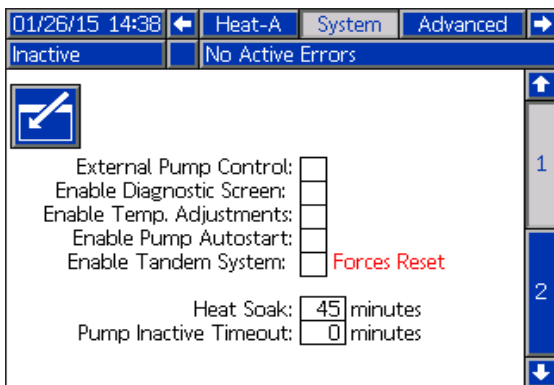 01/26/15 14:38 Heat-A System Advanced
Inactive No Active Errors
External Pump Control:
1
Enable Diagnostic Screen:
Enable Temp. Adjustments:
Enable Pump Autostart:
Enable Tandem System: Forces Reset
2
Heat Soak: 45 minutes
Pump Inactive Timeout: 0 minutes